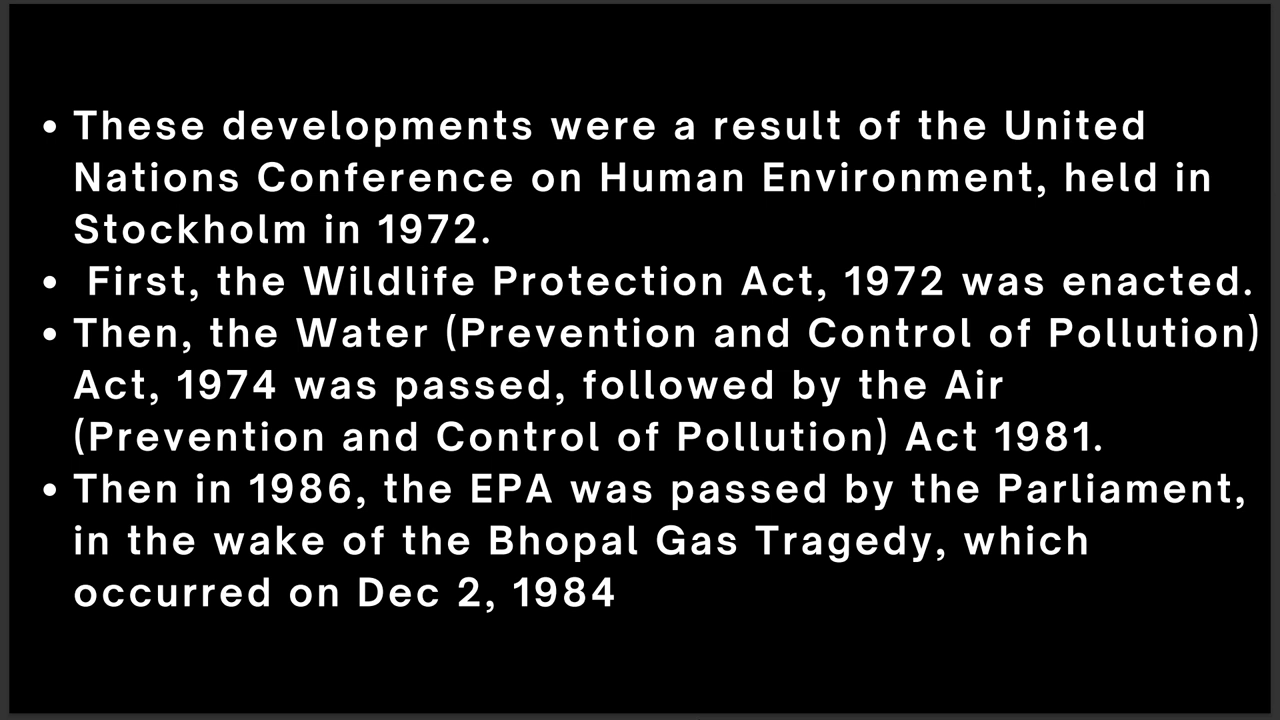 • These developments were a result of the United
Nations Conference on Human Environment, held in
Stockholm in 1972.
• First, the Wildlife Protection Act, 1972 was enacted.
• Then, the Water (Prevention and Control of Pollution)
Act, 1974 was passed, followed by the Air
(Prevention and Control of Pollution) Act 1981.
• Then in 1986, the EPA was passed by the Parliament,
in the wake of the Bhopal Gas Tragedy, which
occurred on Dec 2, 1984